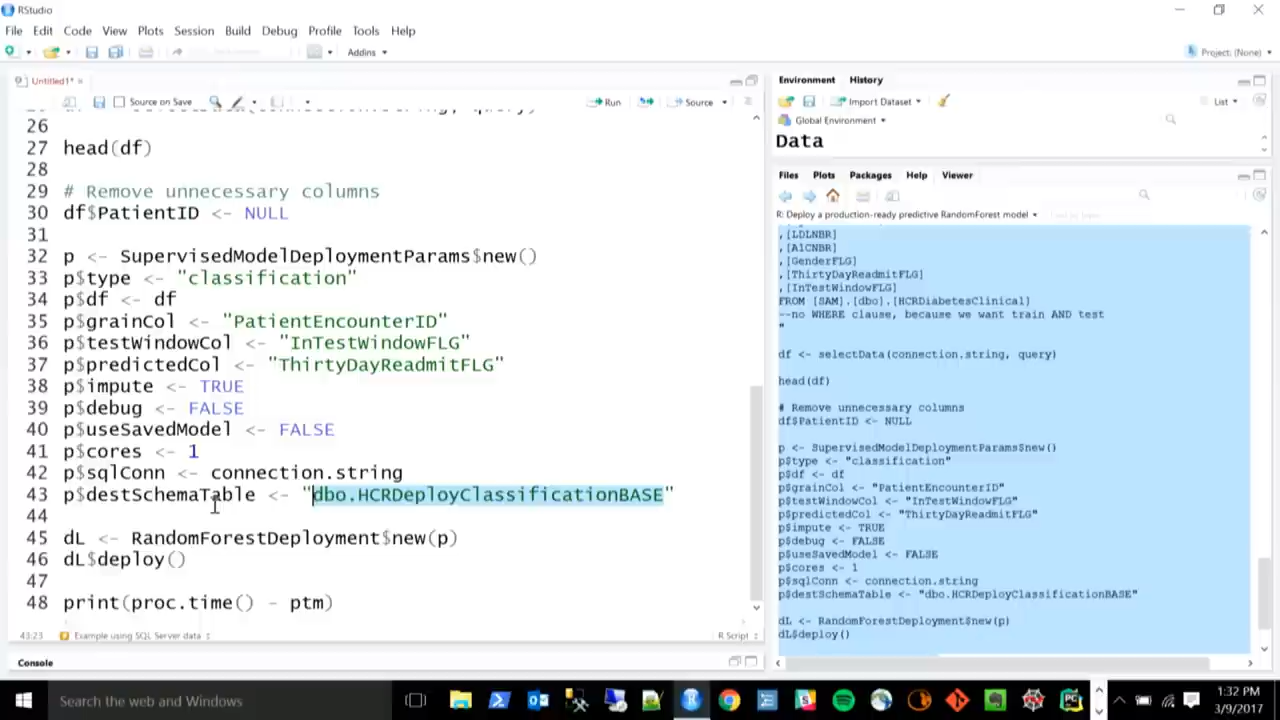 RStudio
File Edit Code View Plots Session Build Debug Profile Tools Help
Addins
Project: (None)
Untitled1*
Source on Save
Run
Source
26
27 head(df)
28
29 # Remove unnecessary columns
30 df$PatientID <- NULL
31
32 p <- SupervisedModelDeploymentParams$new()
33 p$type <- "classification"
34 p$df <- df
35 p$grainCol <- "PatientEncounterID"
36 p$testWindowCol <- "InTestWindowFLG"
37 p$predictedCol <- "ThirtyDayReadmitFLG"
38 p$impute <- TRUE
39 p$debug <- FALSE
40 p$useSavedModel <- FALSE
41 p$cores <- 1
42 p$sqlConn <- connection.string
43 p$destSchemaTable <- "dbo.HCRDeployClassificationBASE"
44
45 dL <- RandomForestDeployment$new(p)
46 dL$deploy()
47
48 print(proc.time() - ptm)
43:23 Example using SQL Server data R Script
Console
Environment History
Import Dataset List
Global Environment
Data
Files Plots Packages Help Viewer
R: Deploy a production-ready predictive RandomForest model
,[LDLNBR]
,[A1CNBR]
,[GenderFLG]
,[ThirtyDayReadmitFLG]
,[InTestWindowFLG]
FROM [SAM].[dbo].[HCRDiabetesClinical]
--no WHERE clause, because we want train AND test
"
df <- selectData(connection.string, query)
head(df)
# Remove unnecessary columns
df$PatientID <- NULL
p <- SupervisedModelDeploymentParams$new()
p$type <- "classification"
p$df <- df
p$grainCol <- "PatientEncounterID"
p$testWindowCol <- "InTestWindowFLG"
p$predictedCol <- "ThirtyDayReadmitFLG"
p$impute <- TRUE
p$debug <- FALSE
p$useSavedModel <- FALSE
p$cores <- 1
p$sqlConn <- connection.string
p$destSchemaTable <- "dbo.HCRDeployClassificationBASE"
dL <- RandomForestDeployment$new(p)
dL$deploy()
Search the web and Windows
1:32 PM
3/9/2017